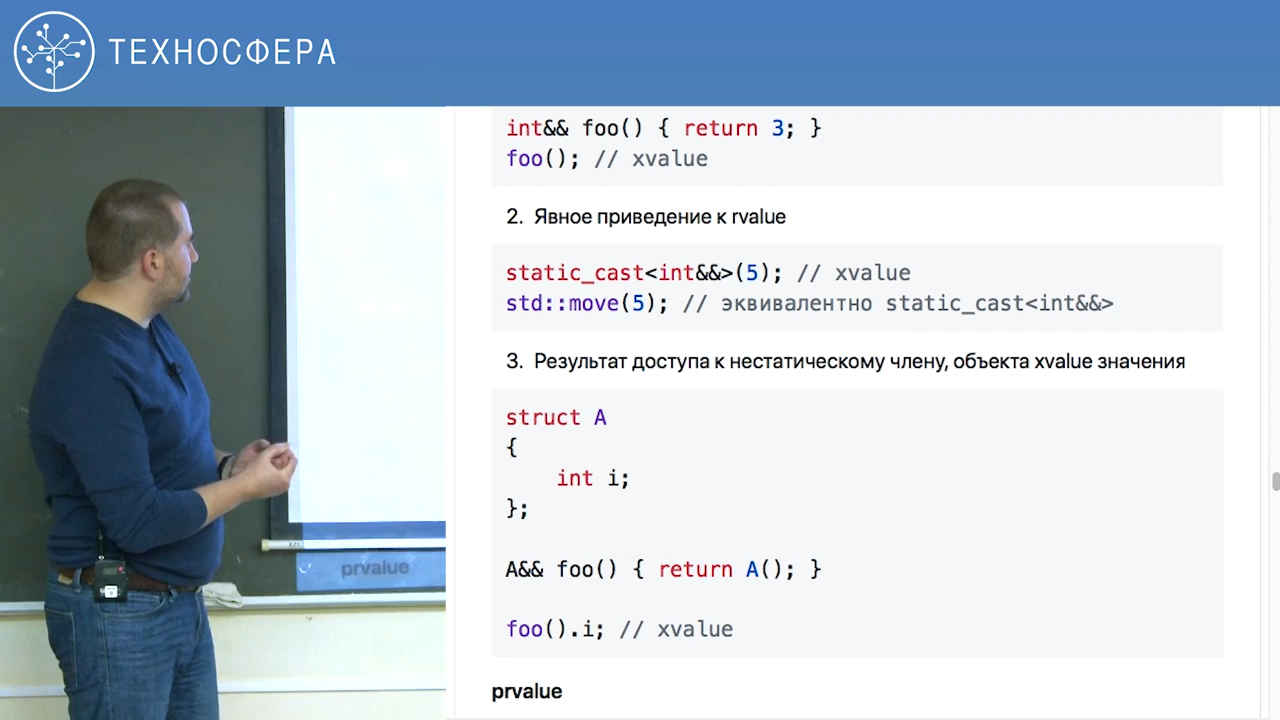 ТЕХНОСФЕРА
int&& foo() { return 3; }
foo(); // xvalue
2. Явное приведение к rvalue
static_cast<int&&>(5); // xvalue
std::move(5); // эквивалентно static_cast<int&&>
3. Результат доступа к нестатическому члену, объекта xvalue значения
struct A
{
    int i;
};
A&& foo() { return A(); }
foo().i; // xvalue
prvalue
prvalue